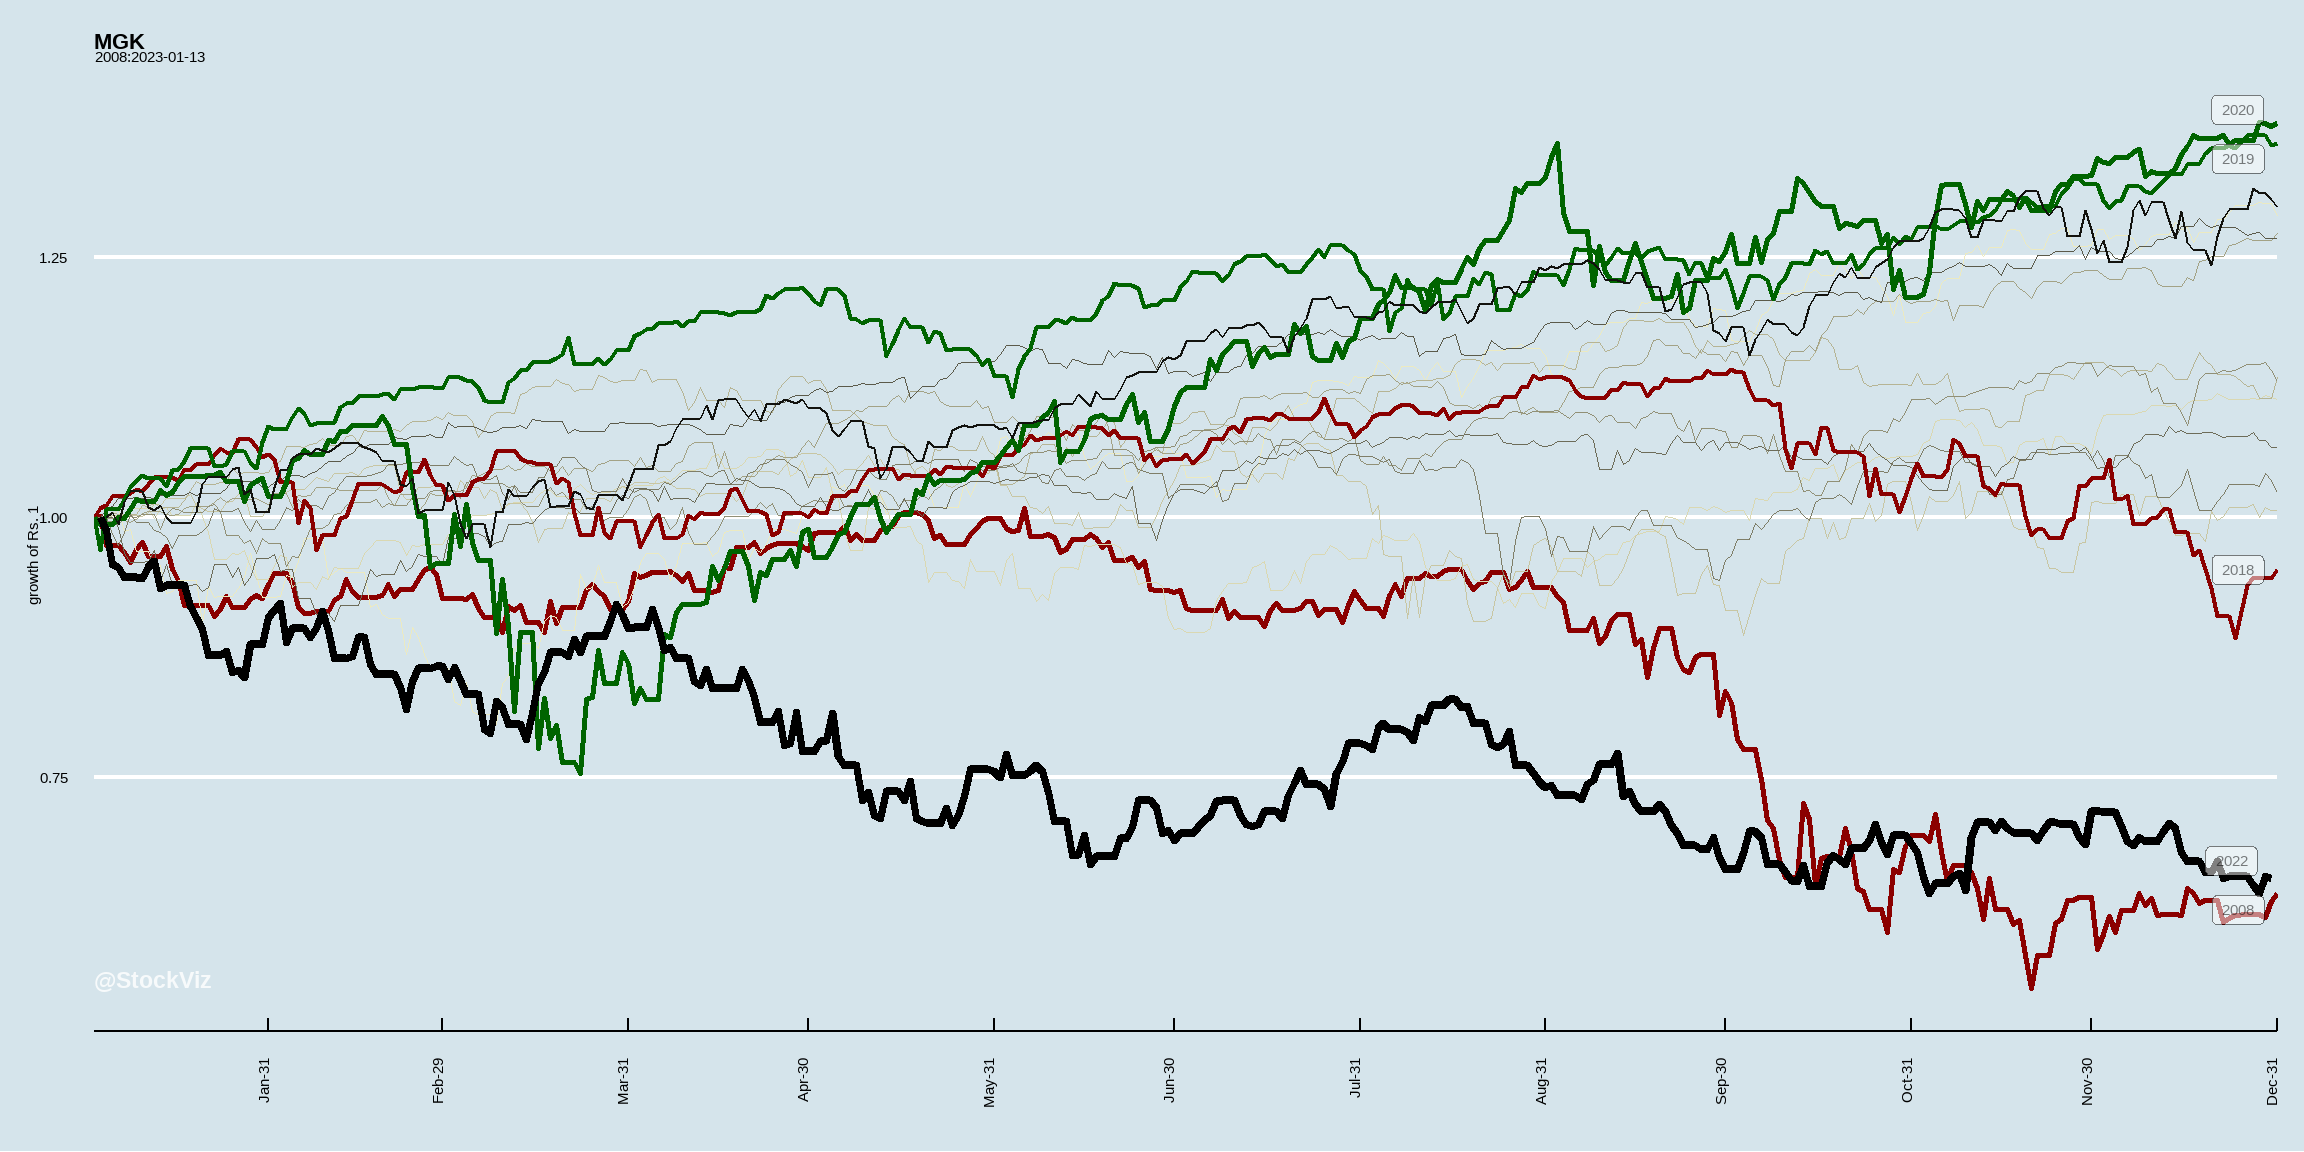 MGK
2008:2023-01-13
2020
2019
1.25
1.00
growth of Rs. 1
2018
0.75
2022
2008
@StockViz
Jan-31
Feb-29
Mar-31
Apr-30
May-31
Jun-30
Jul-31
Aug-31
Sep-30
Oct-31
Nov-30
Dec-31